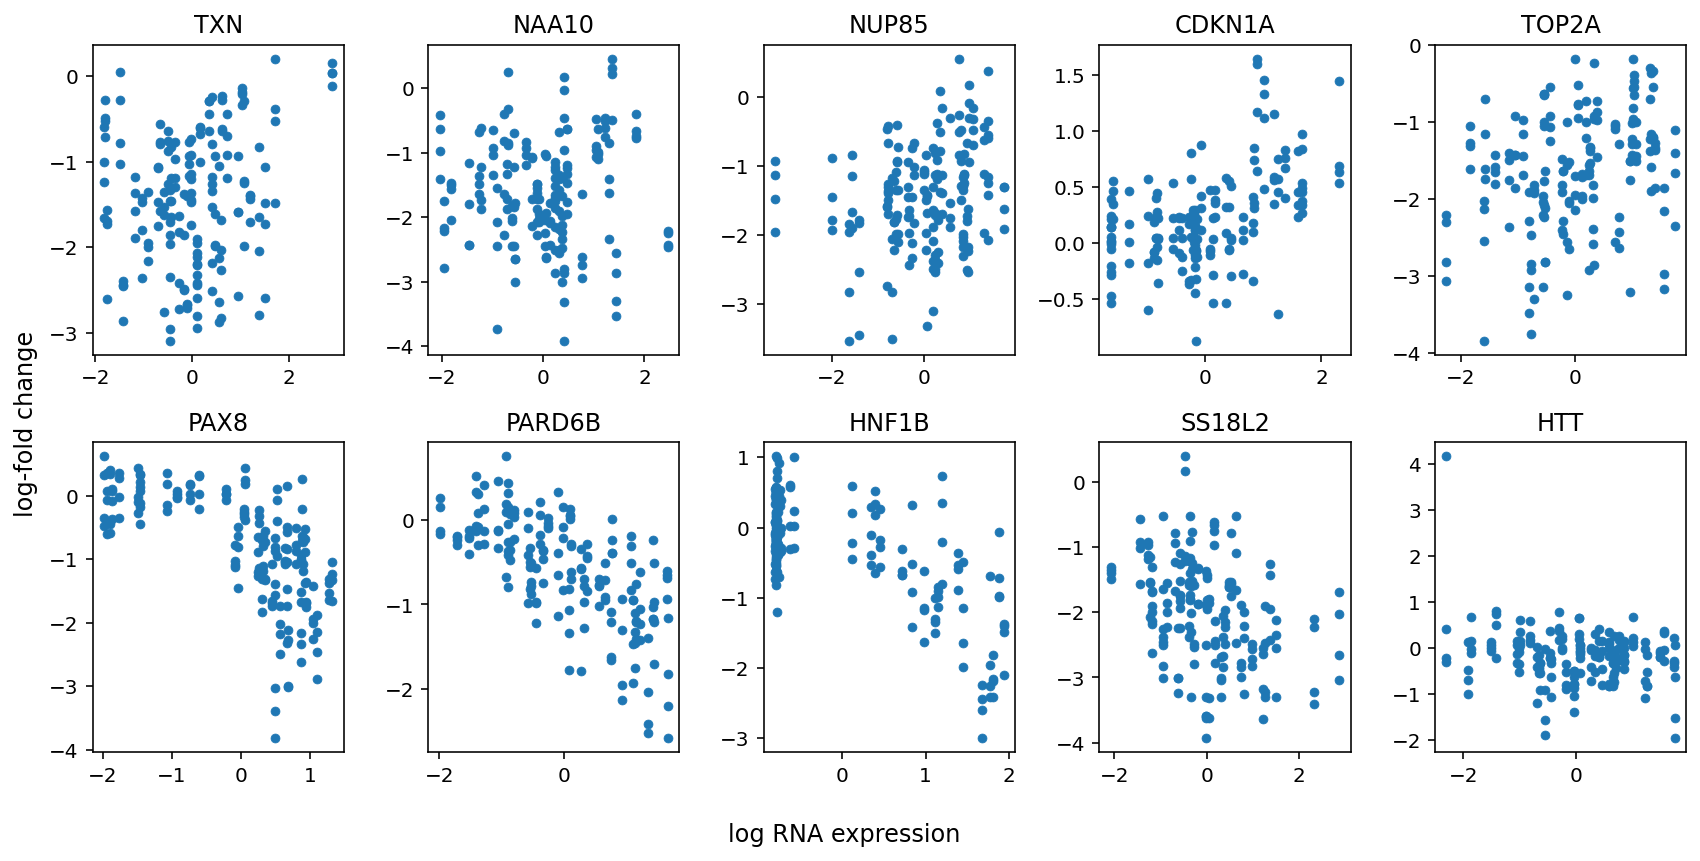 TXN NAA10 NUP85 CDKN1A TOP2A
0 −1 −2 −3
−2 0 2
0 −1 −2 −3 −4
−2 0 2
0 −1 −2 −3
−2 0
1.5 1.0 0.5 0.0 −0.5
0 2
0 −1 −2 −3 −4
−2 0
log-fold change
PAX8 PARD6B HNF1B SS18L2 HTT
0 −1 −2 −3 −4
−2 −1 0 1
0 −1 −2
−2 0
1 0 −1 −2 −3
0 1 2
0 −1 −2 −3 −4
−2 0 2
4 3 2 1 0 −1 −2
−2 0
log RNA expression